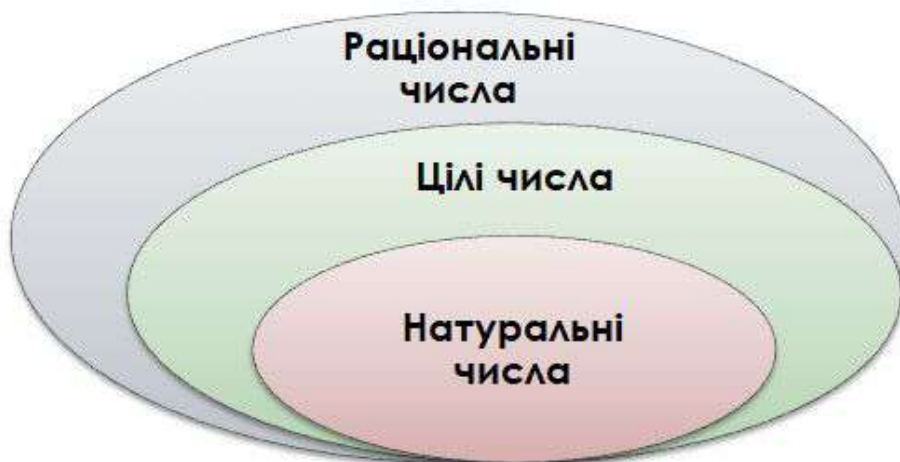 Раціональні
числа
Цілі числа
Натуральні
числа